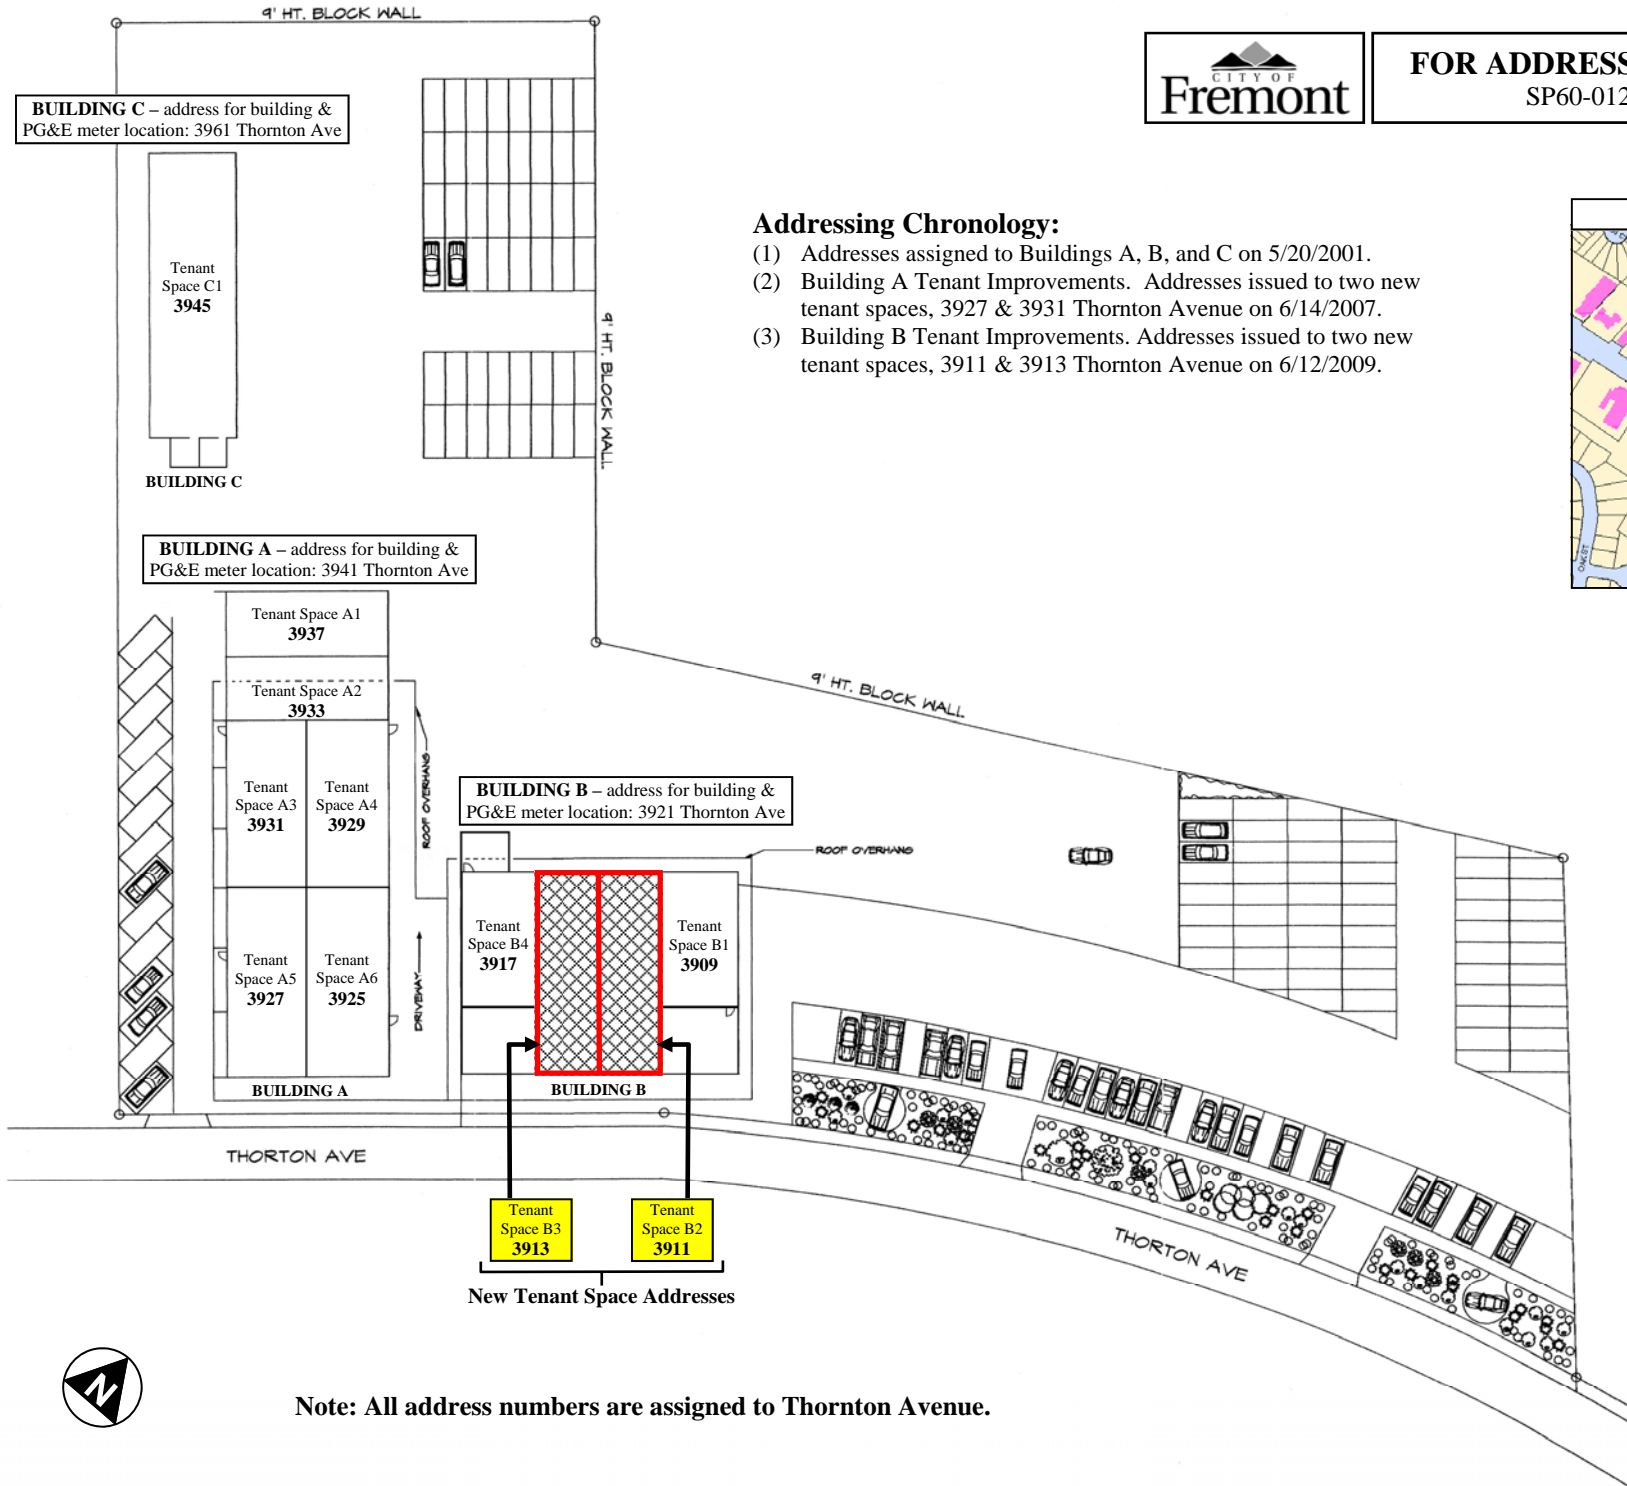 9' HT. BLOCK WALL
CITY OF
Fremont
FOR ADDRESS
SP60-012
BUILDING C – address for building &
PG&E meter location: 3961 Thornton Ave
Tenant
Space C1
3945
BUILDING C
9' HT. BLOCK WALL
Addressing Chronology:
(1) Addresses assigned to Buildings A, B, and C on 5/20/2001.
(2) Building A Tenant Improvements. Addresses issued to two new
tenant spaces, 3927 & 3931 Thornton Avenue on 6/14/2007.
(3) Building B Tenant Improvements. Addresses issued to two new
tenant spaces, 3911 & 3913 Thornton Avenue on 6/12/2009.
OAK ST
BUILDING A – address for building &
PG&E meter location: 3941 Thornton Ave
Tenant Space A1
3937
Tenant Space A2
3933
Tenant
Space A3
3931
Tenant
Space A4
3929
Tenant
Space A5
3927
Tenant
Space A6
3925
BUILDING A
ROOF OVERHANG
DRIVEWAY
9' HT. BLOCK WALL
BUILDING B – address for building &
PG&E meter location: 3921 Thornton Ave
ROOF OVERHANG
Tenant
Space B4
3917
Tenant
Space B1
3909
BUILDING B
THORTON AVE
THORTON AVE
Tenant
Space B3
3913
Tenant
Space B2
3911
New Tenant Space Addresses
N
Note: All address numbers are assigned to Thornton Avenue.